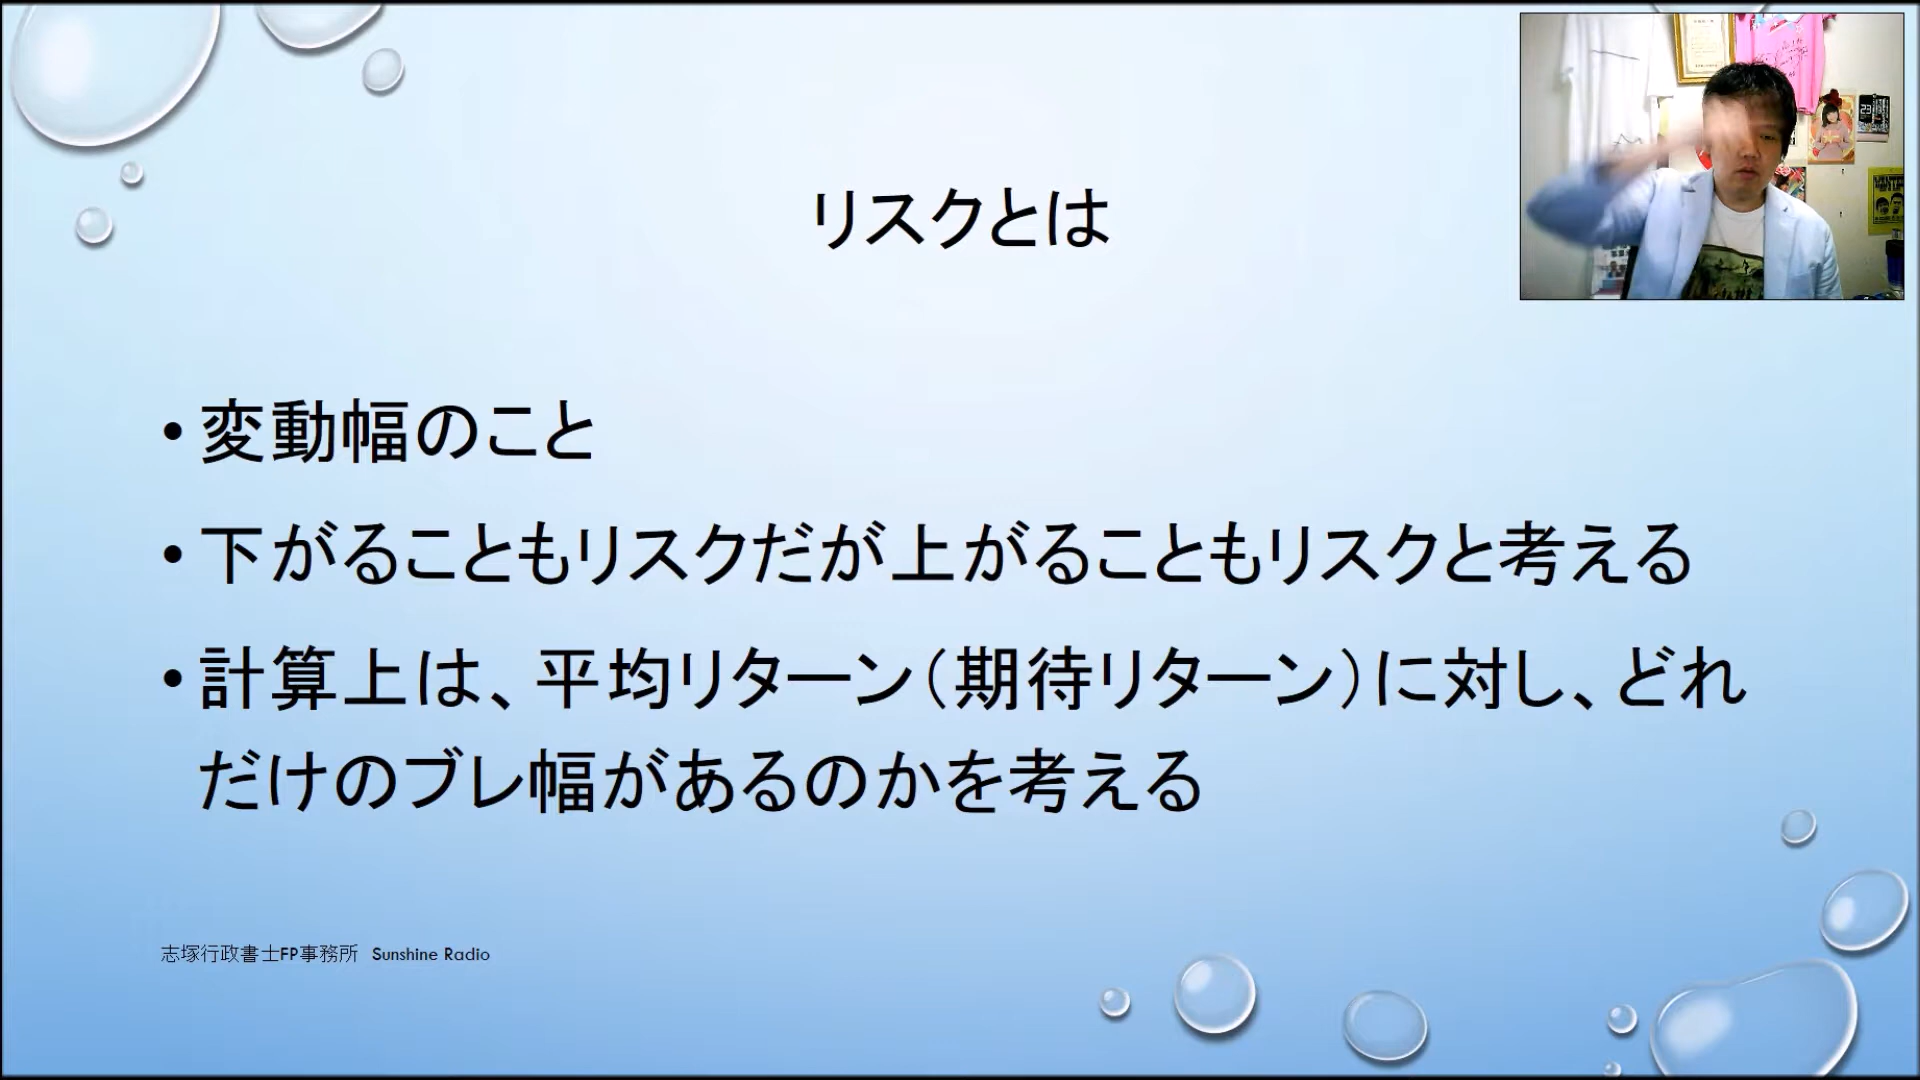 リスクとは
• 変動幅のこと
• 下がることもリスクだが上がることもリスクと考える
• 計算上は、平均リターン（期待リターン）に対し、どれ
だけのブレ幅があるのかを考える
志塚行政書士FP事務所 Sunshine Radio
23